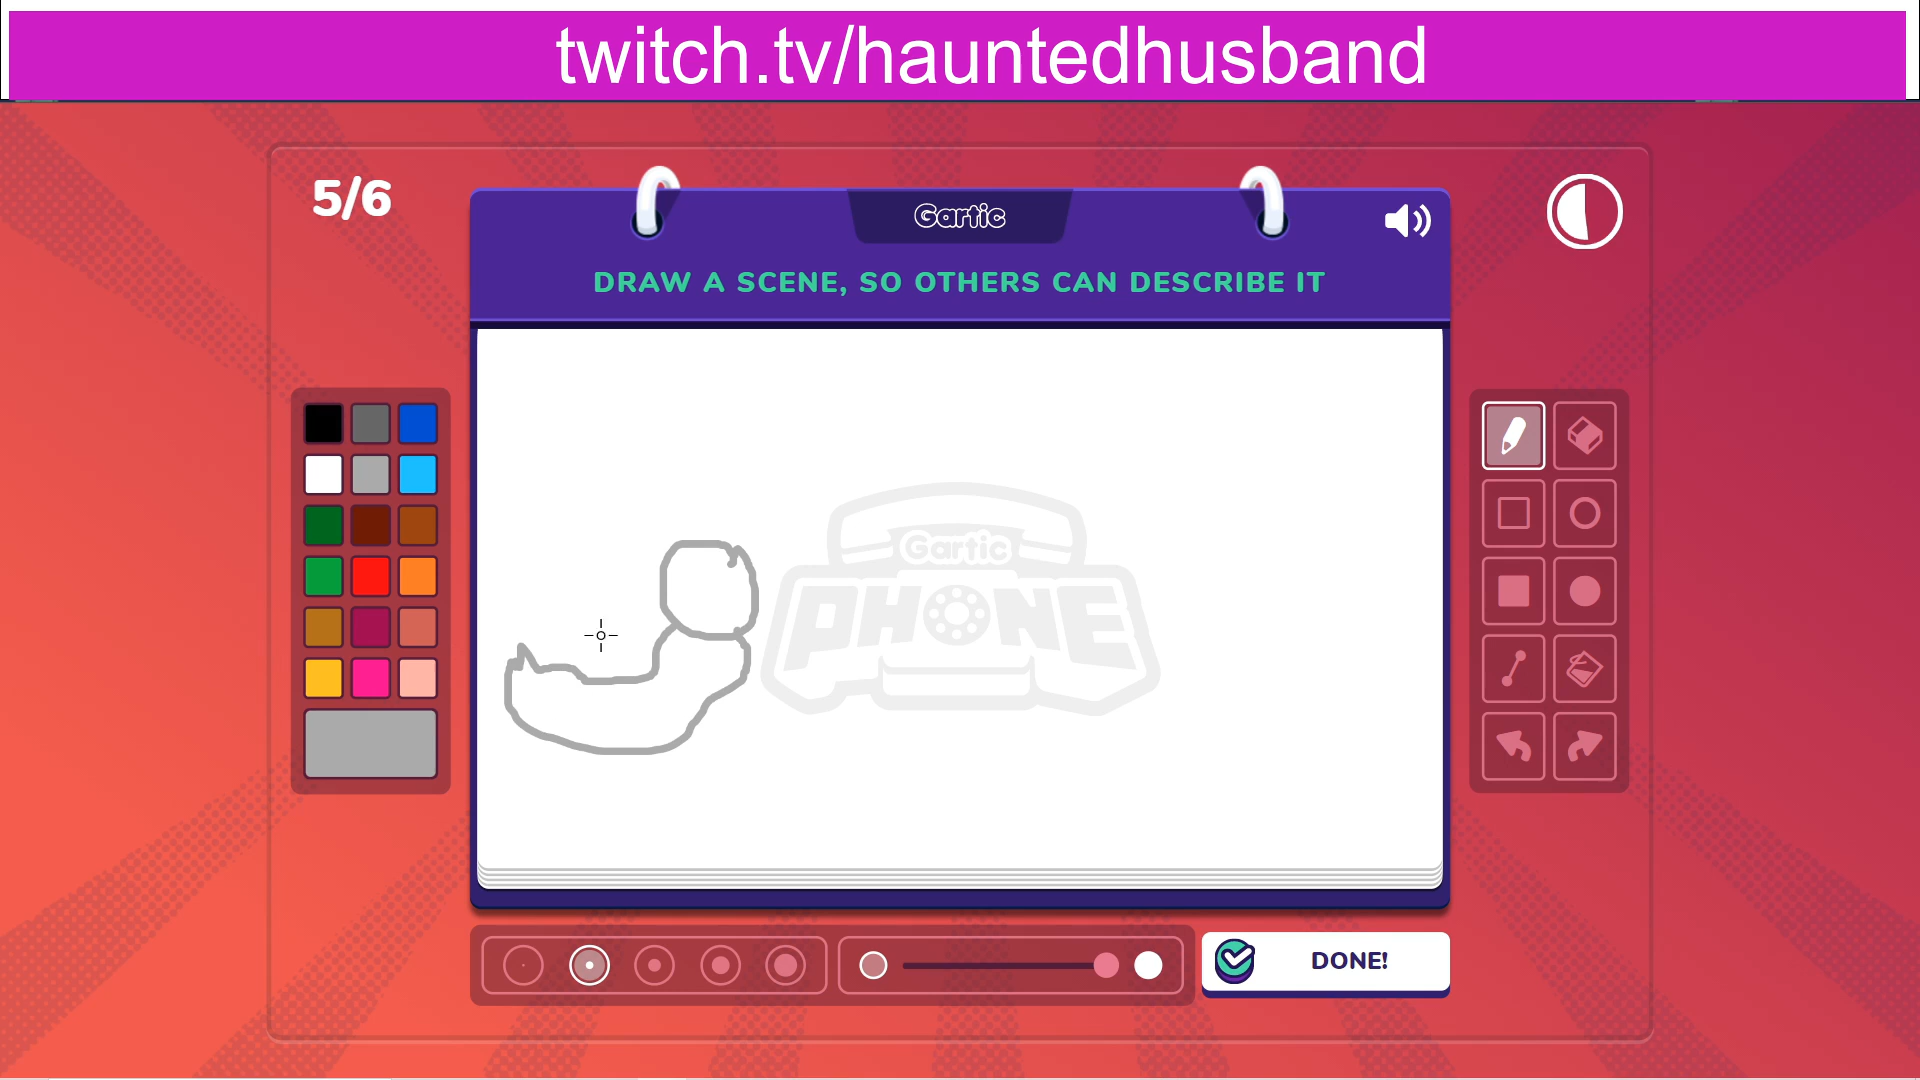 twitch.tv/hauntedhusband
5/6
Gartic
DRAW A SCENE, SO OTHERS CAN DESCRIBE IT
Gartic
PHONE
DONE!